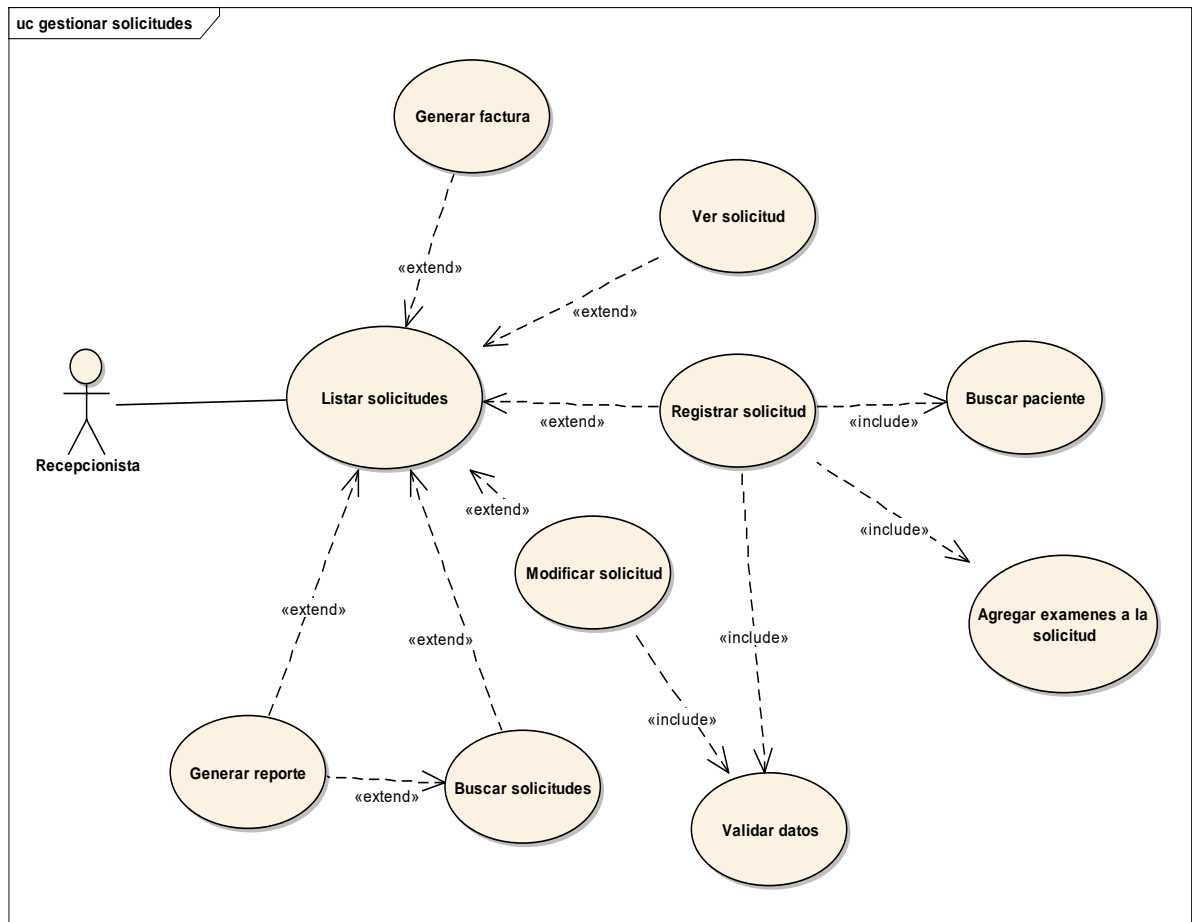 uc gestionar solicitudes
Generar factura
Ver solicitud
«extend»
«extend»
Listar solicitudes
Registrar solicitud
Buscar paciente
«extend»
«include»
Recepcionista
«extend»
«include»
Modificar solicitud
Agregar examenes a la
solicitud
«extend»
«extend»
«include»
«include»
Generar reporte
Buscar solicitudes
«extend»
Validar datos